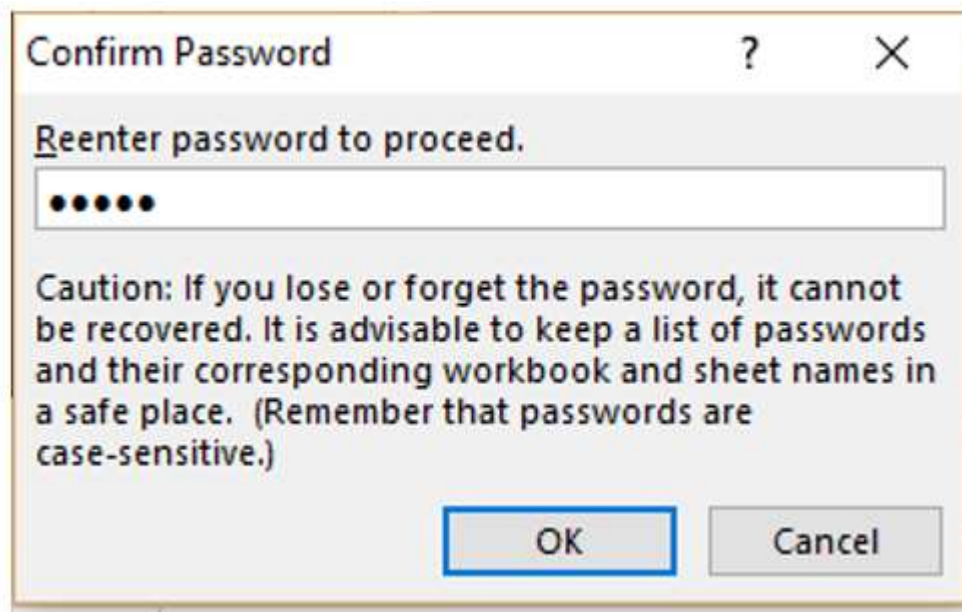 Confirm Password ? X
Reenter password to proceed.
•••••
Caution: If you lose or forget the password, it cannot
be recovered. It is advisable to keep a list of passwords
and their corresponding workbook and sheet names in
a safe place.  (Remember that passwords are
case-sensitive.)
OK Cancel